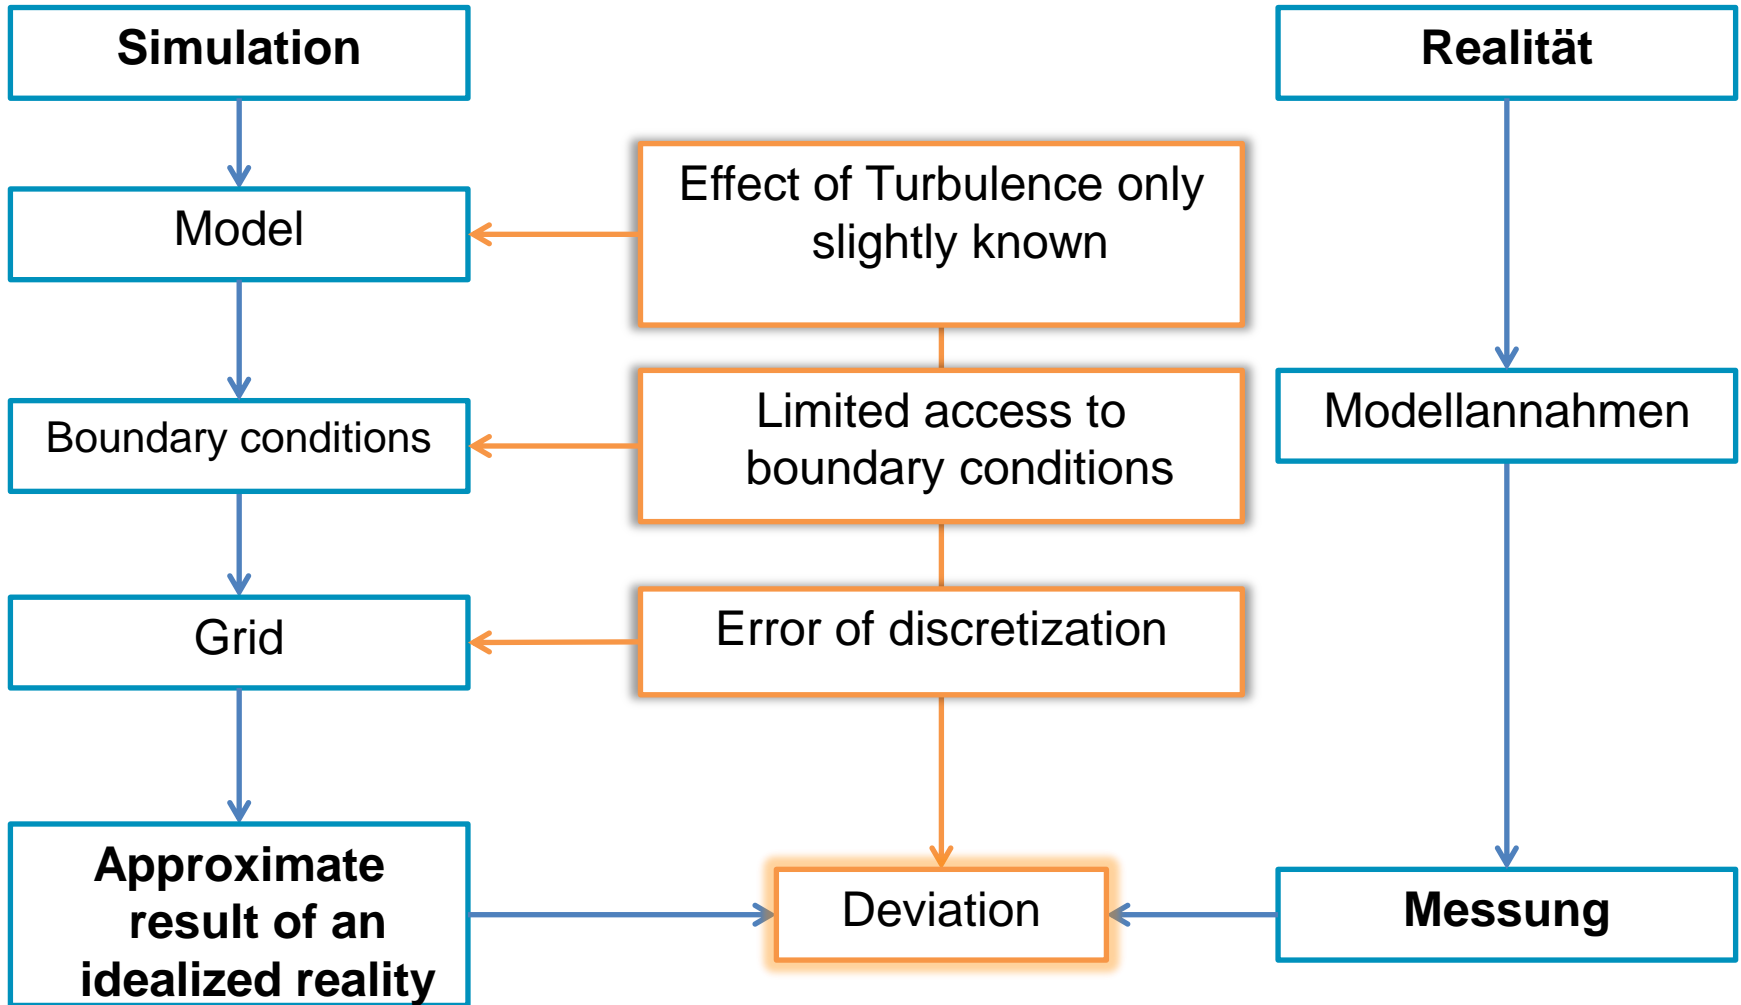 Simulation
Realität
Effect of Turbulence only
slightly known
Model
Limited access to
boundary conditions
Boundary conditions
Modellannahmen
Error of discretization
Grid
Approximate
result of an
idealized reality
Deviation
Messung